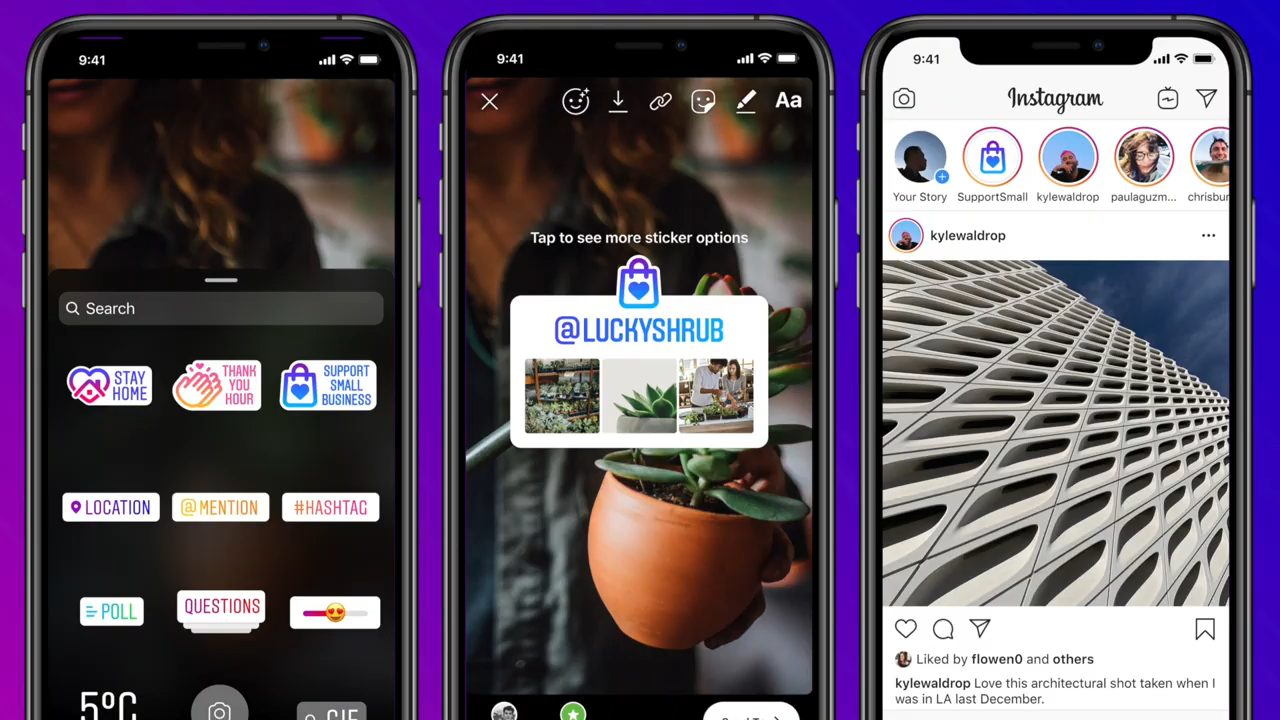 9:41
Search
STAY
HOME
THANK
YOU
HOUR
SUPPORT
SMALL
BUSINESS
LOCATION
@MENTION
#HASHTAG
POLL
QUESTIONS
5°C
GIF
9:41
Aa
Tap to see more sticker options
@LUCKYSHRUB
9:41
Instagram
Your Story
SupportSmall
kylewaldrop
paulaguzm...
chrisbur
kylewaldrop
Liked by flowen0 and others
kylewaldrop Love this architectural shot taken when I
was in LA last December.